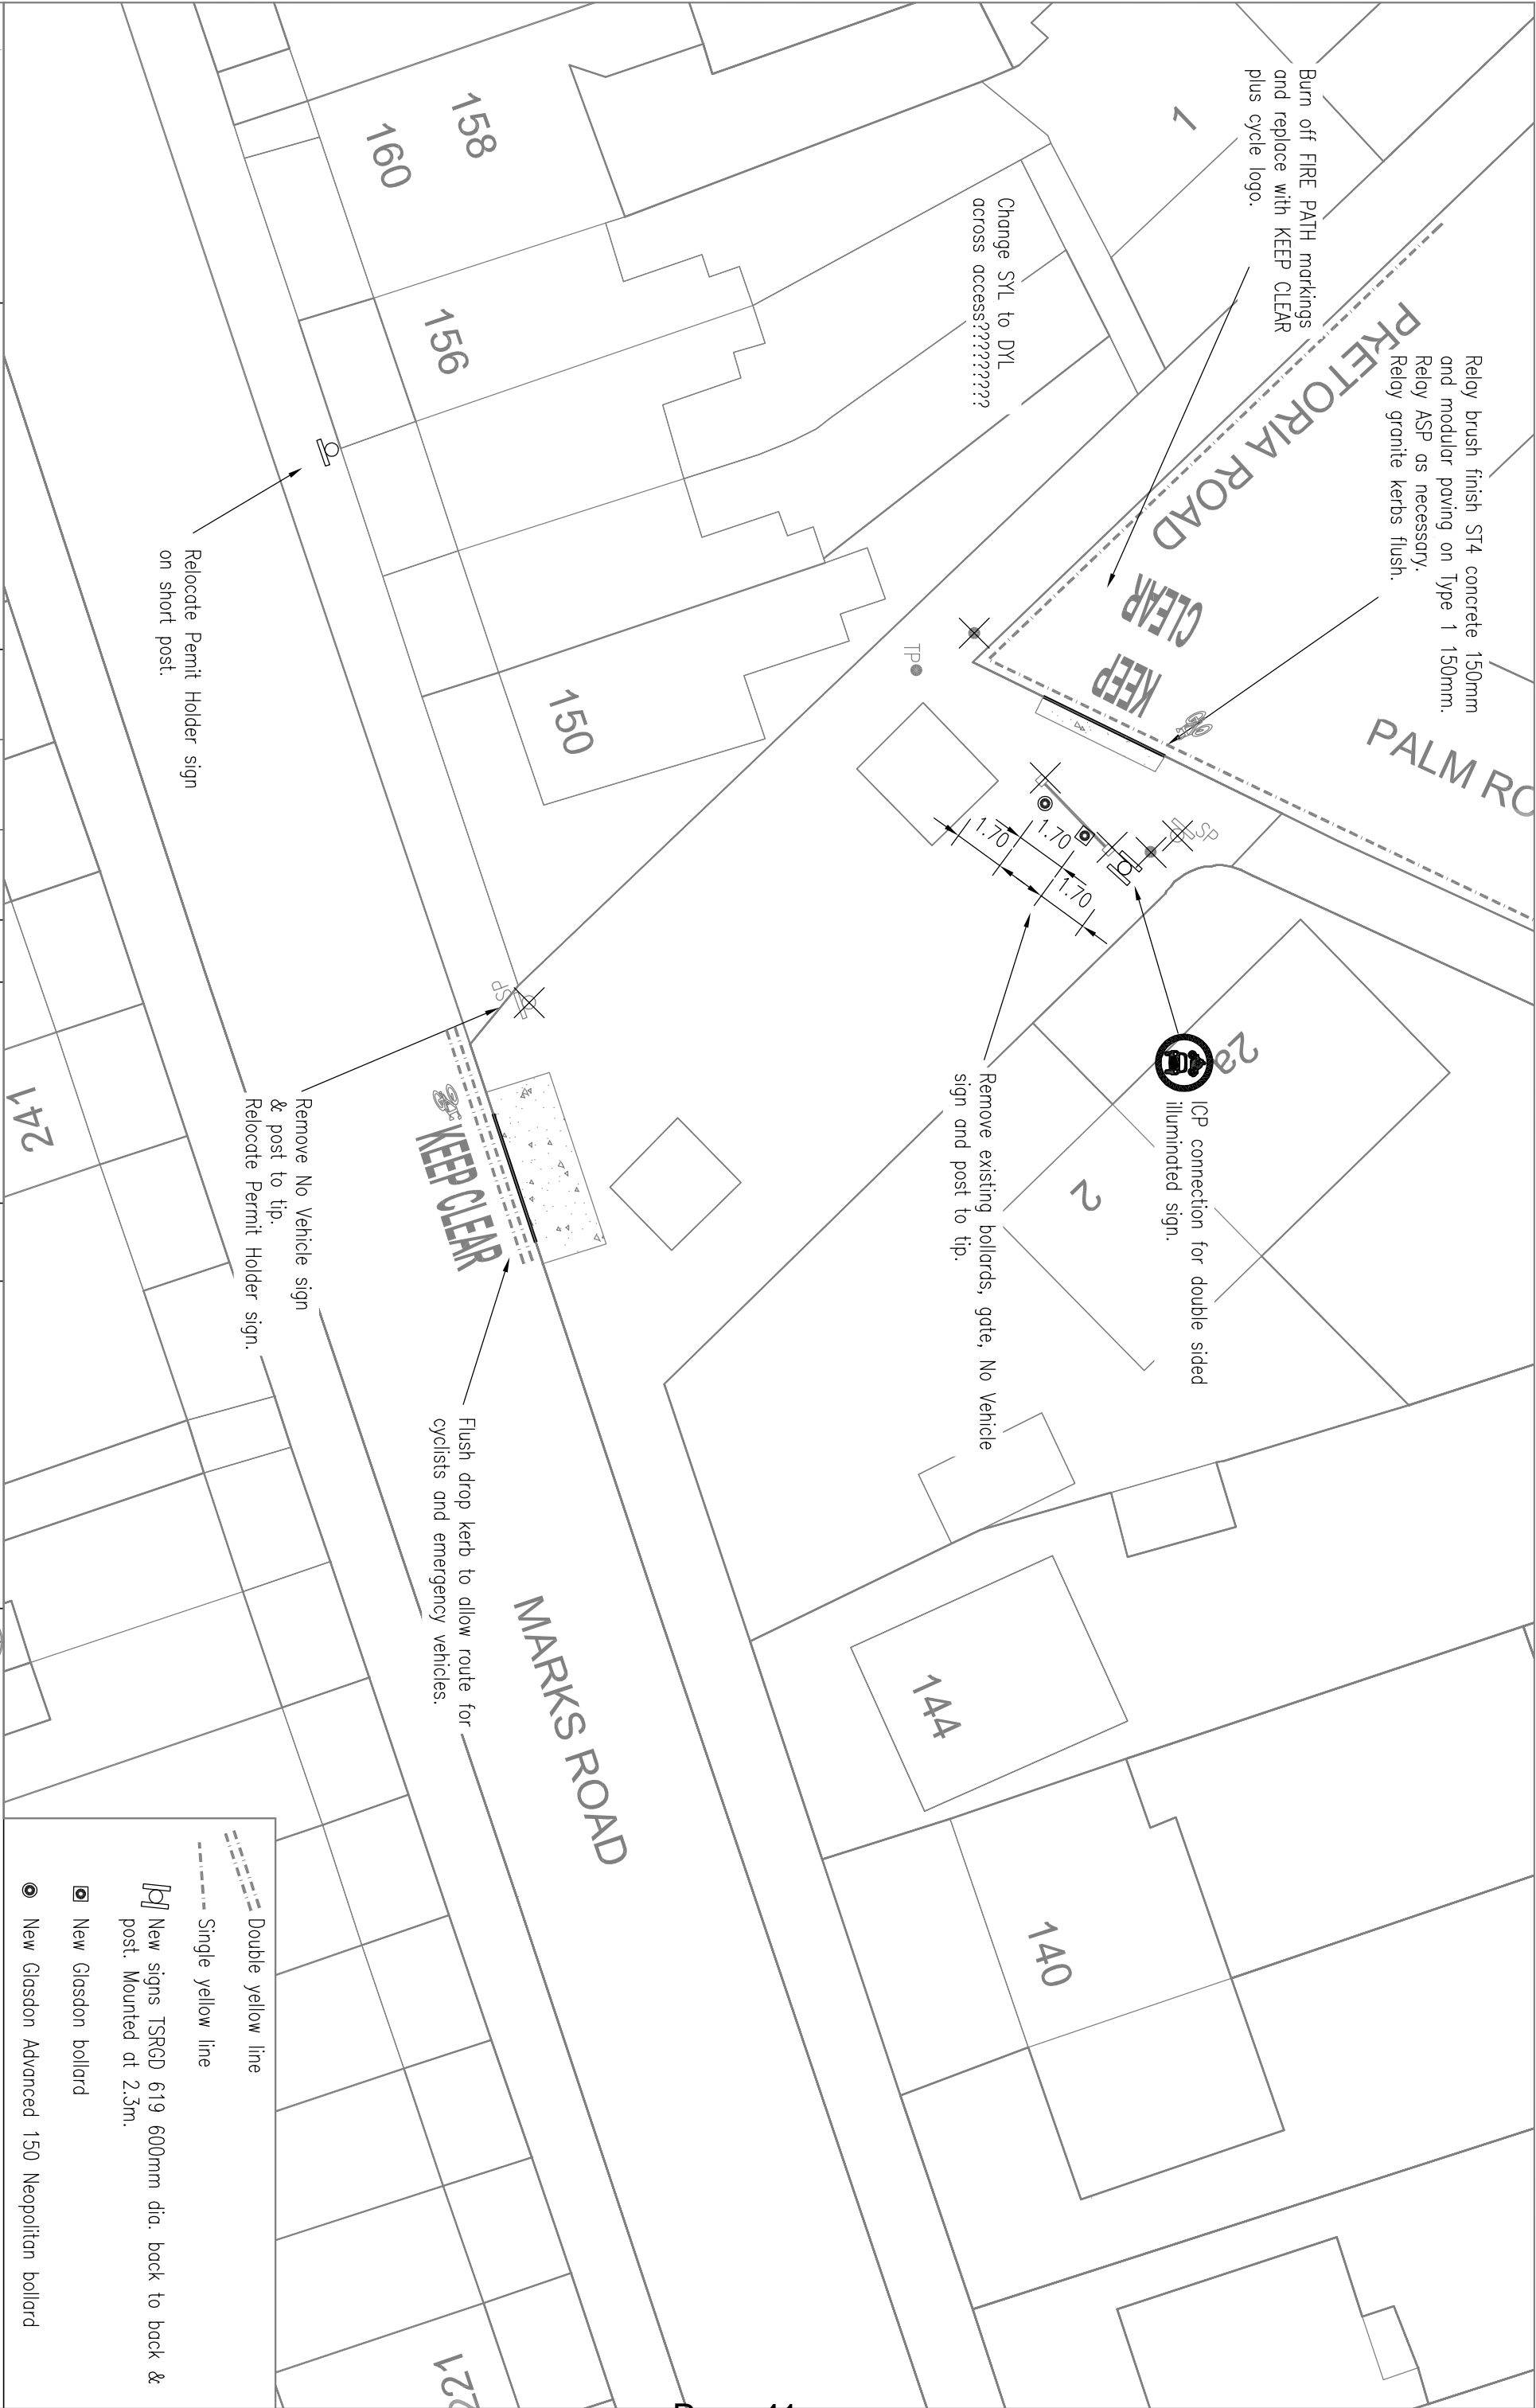 Relay brush finish ST4 concrete 150mm
and modular paving on Type 1 150mm.
Relay ASP as necessary.
Relay granite kerbs flush.
Burn off FIRE PATH markings
and replace with KEEP CLEAR
plus cycle logo.
PRETORIA ROAD
PALM RO
CLEAR
KEEP
1
Change SYL to DYL
across access??????????
158
160
156
150
TP
SP
1.70
1.70
1.70
2a
2
ICP connection for double sided
illuminated sign.
Remove existing bollards, gate, No Vehicle
sign and post to tip.
Relocate Permit Holder sign
on short post.
SP
KEEP CLEAR
Remove No Vehicle sign
& post to tip.
Relocate Permit Holder sign.
Flush drop kerb to allow route for
cyclists and emergency vehicles.
MARKS ROAD
144
140
241
221
Double yellow line
Single yellow line
New signs TSRGD 619 600mm dia. back to back &
post. Mounted at 2.3m.
New Glasdon bollard
New Glasdon Advanced 150 Neopolitan bollard